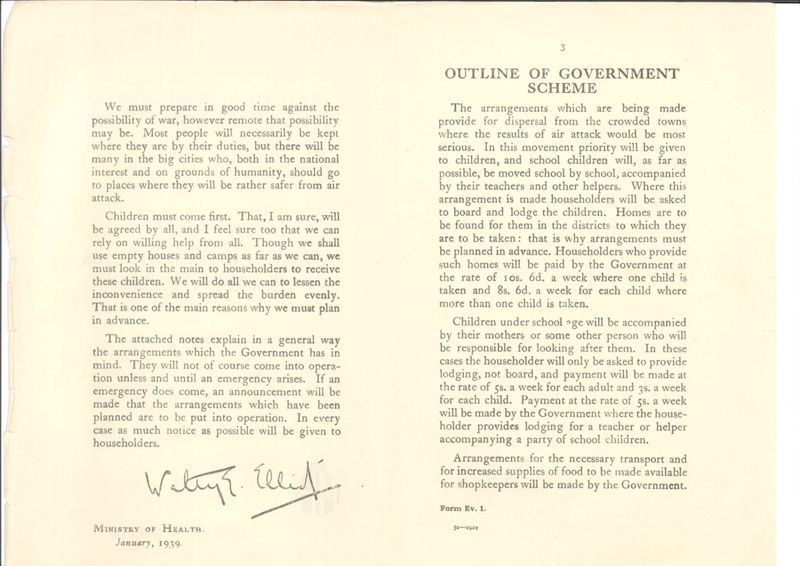 We must prepare in good time against the
possibility of war, however remote that possibility
may be. Most people will necessarily be kept
where they are by their duties, but there will be
many in the big cities who, both in the national
interest and on grounds of humanity, should go
to places where they will be rather safer from air
attack.
Children must come first. That, I am sure, will
be agreed by all, and I feel sure too that we can
rely on willing help from all. Though we shall
use empty houses and camps as far as we can, we
must look in the main to householders to receive
these children. We will do all we can to lessen the
inconvenience and spread the burden evenly.
That is one of the main reasons why we must plan
in advance.
The attached notes explain in a general way
the arrangements which the Government has in
mind. They will not of course come into opera-
tion unless and until an emergency arises. If an
emergency does come, an announcement will be
made that the arrangements which have been
planned are to be put into operation. In every
case as much notice as possible will be given to
householders.
Walter E. Elliot
MINISTRY OF HEALTH.
January, 1939.
3
OUTLINE OF GOVERNMENT
SCHEME
The arrangements which are being made
provide for dispersal from the crowded towns
where the results of air attack would be most
serious. In this movement priority will be given
to children, and school children will, as far as
possible, be moved school by school, accompanied
by their teachers and other helpers. Where this
arrangement is made householders will be asked
to board and lodge the children. Homes are to
be found for them in the districts to which they
are to be taken: that is why arrangements must
be planned in advance. Householders who provide
such homes will be paid by the Government at
the rate of 10s. 6d. a week where one child is
taken and 8s. 6d. a week for each child where
more than one child is taken.
Children under school age will be accompanied
by their mothers or some other person who will
be responsible for looking after them. In these
cases the householder will only be asked to provide
lodging, not board, and payment will be made at
the rate of 5s. a week for each adult and 3s. a week
for each child. Payment at the rate of 5s. a week
will be made by the Government where the house-
holder provides lodging for a teacher or helper
accompanying a party of school children.
Arrangements for the necessary transport and
for increased supplies of food to be made available
for shopkeepers will be made by the Government.
Form Ev. 1.
51—2929